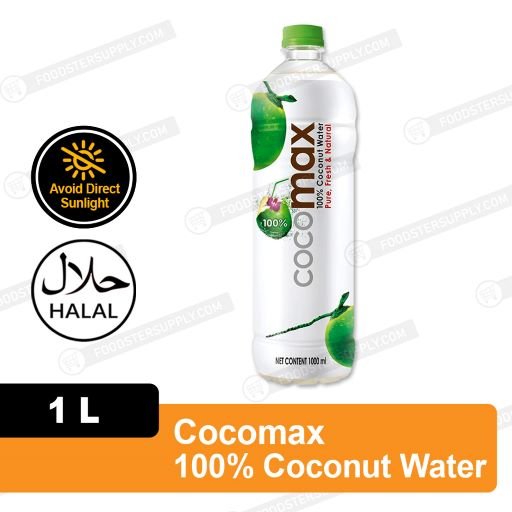 FOODSTERSUPPLY.COM
Avoid Direct
Sunlight
حلال
HALAL
cocomax
100% Coconut Water
Pure, Fresh & Natural
100%
NET CONTENT 1000 ml
1 L
Cocomax
100% Coconut Water